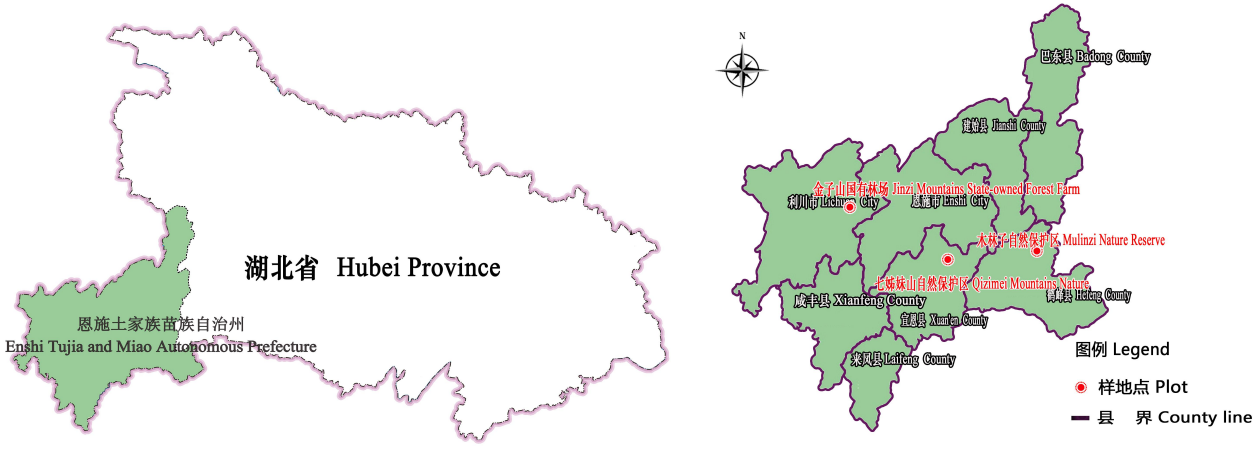 湖北省 Hubei Province
恩施土家族苗族自治州
Enshi Tujia and Miao Autonomous Prefecture
N
巴东县 Badong County
建始县 Jianshi County
金子山国有林场 Jinzi Mountains State-owned Forest Farm
利川市 Lichuan City
恩施市 Enshi City
木林子自然保护区 Mulinzi Nature Reserve
七姊妹山自然保护区 Qizimei Mountains Nature
鹤峰县 Hefeng County
咸丰县 Xianfeng County
宣恩县 Xuan'en County
来凤县 Laifeng County
图例 Legend
样地点 Plot
县 界 County line